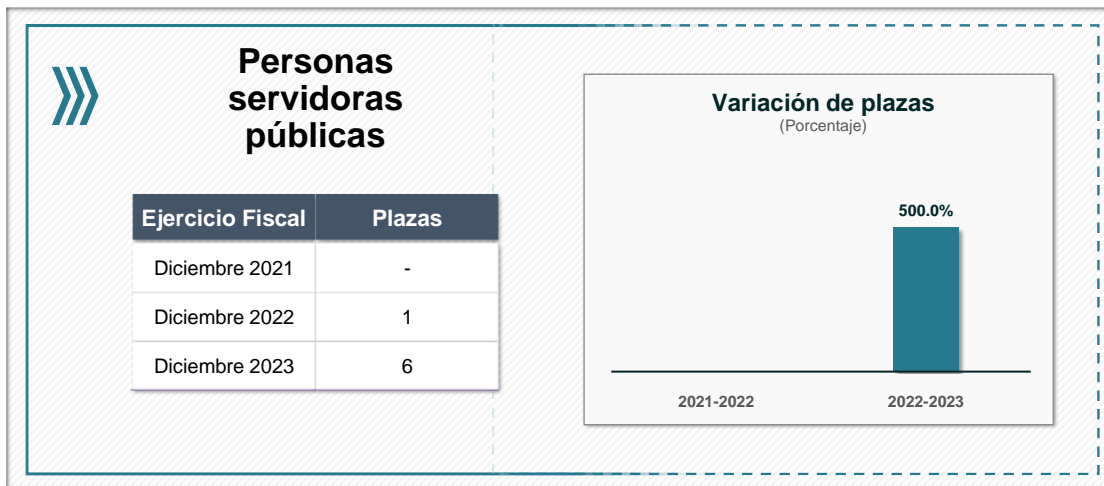 Personas
servidoras
públicas
Ejercicio Fiscal Plazas
Diciembre 2021 -
Diciembre 2022 1
Diciembre 2023 6
Variación de plazas
(Porcentaje)
500.0%
2021-2022 2022-2023